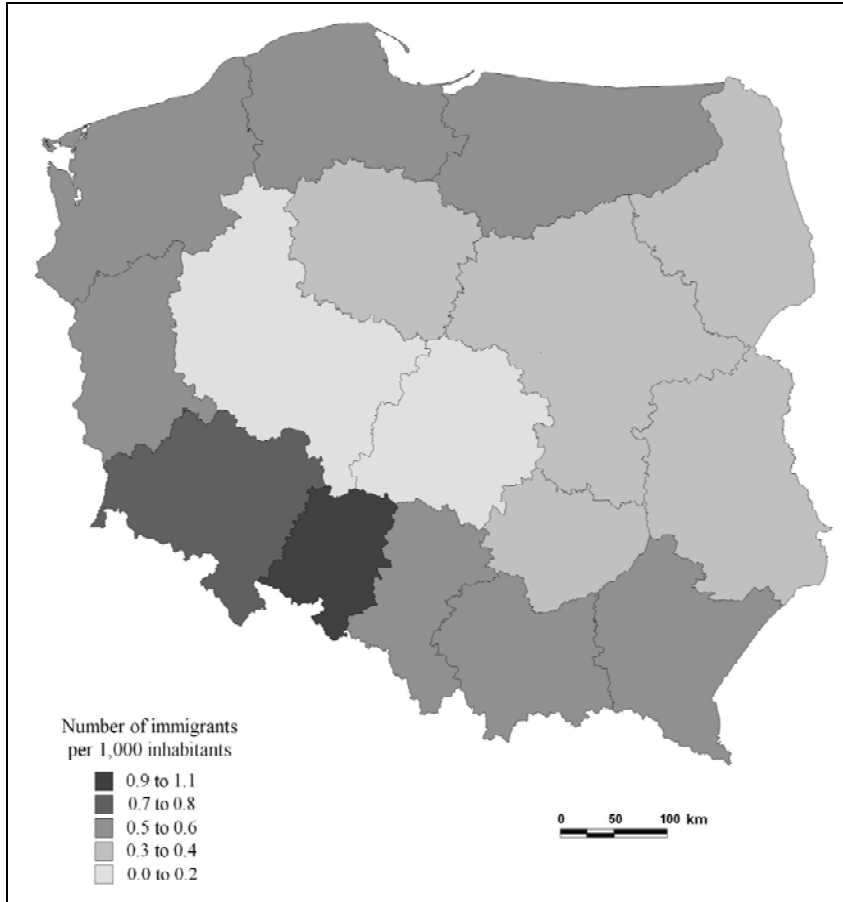 Number of immigrants
per 1,000 inhabitants
0.9 to 1.1
0.7 to 0.8
0.5 to 0.6
0.3 to 0.4
0.0 to 0.2
0 50 100 km